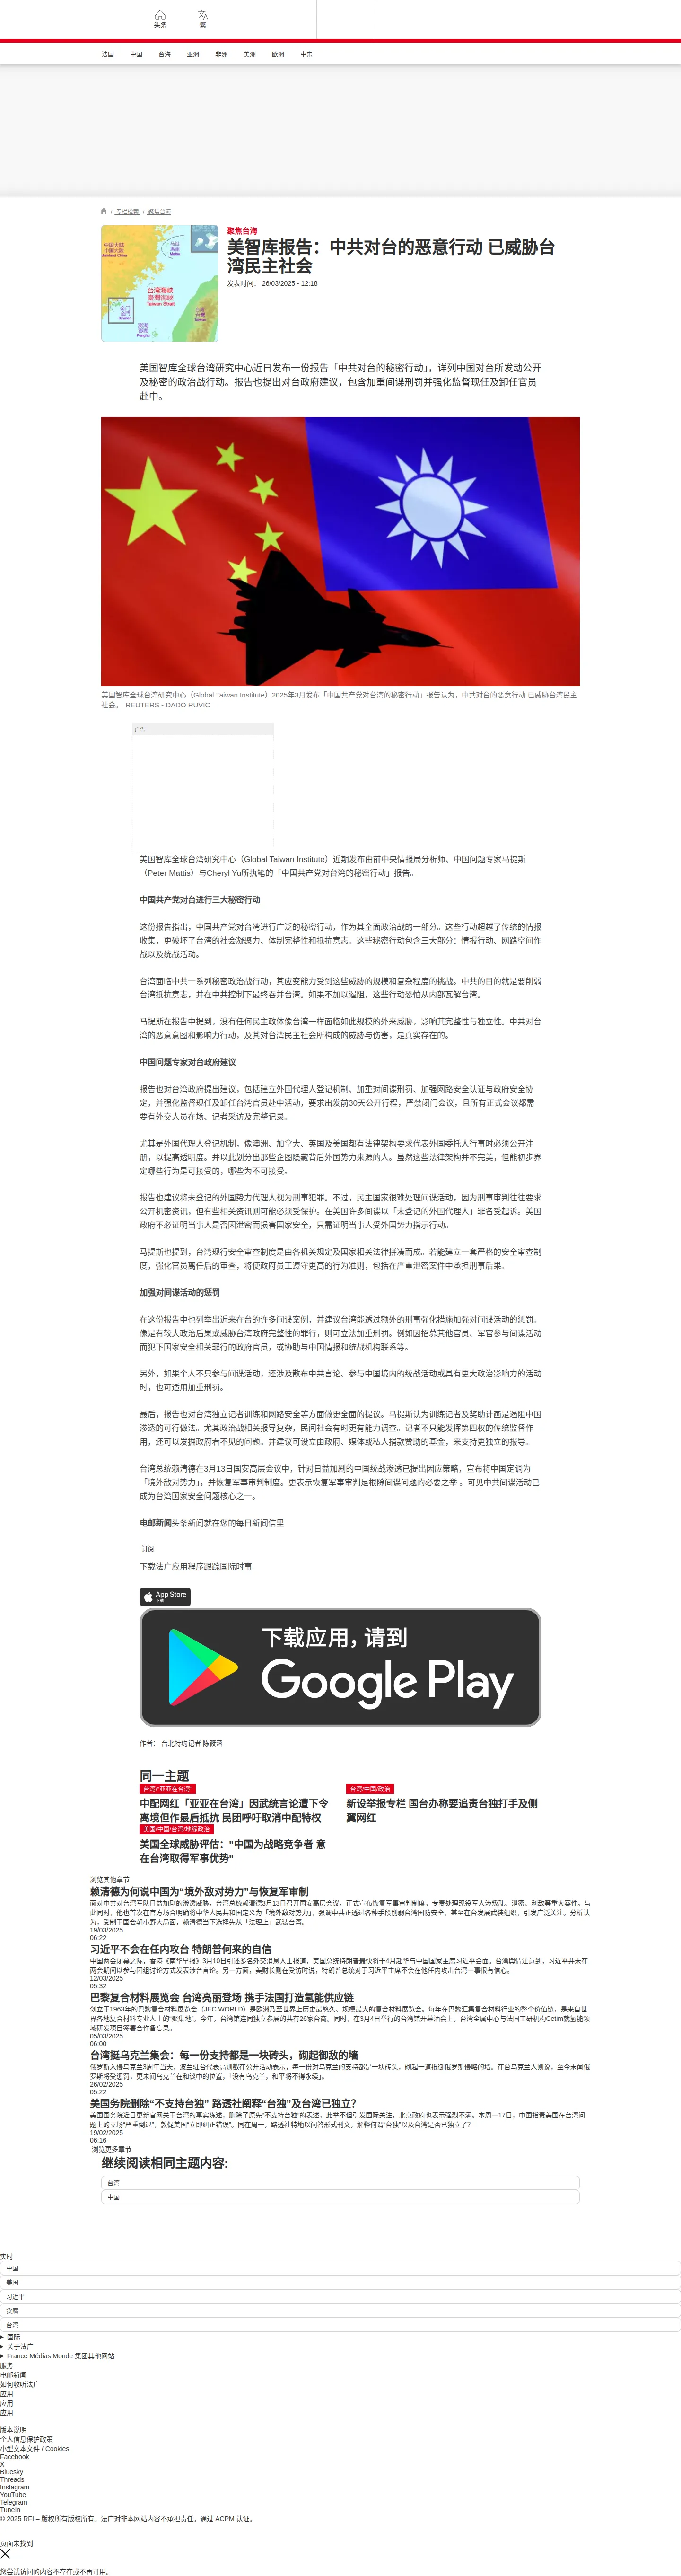 头条
繁
法国 中国 台海 亚洲 非洲 美洲 欧洲 中东
/ 专栏检索 / 聚焦台海
中国大陆
中國大陸
Mainland China
马祖
馬祖
Matsu
台湾海峡
臺灣海峽
Taiwan Strait
金门
金門
Kinmen
澎湖
Penghu
台湾
台灣
Taiwan
聚焦台海
美智库报告：中共对台的恶意行动 已威胁台
湾民主社会
发表时间： 26/03/2025 - 12:18
美国智库全球台湾研究中心近日发布一份报告「中共对台的秘密行动」，详列中国对台所发动公开
及秘密的政治战行动。报告也提出对台政府建议，包含加重间谍刑罚并强化监督现任及卸任官员
赴中。
美国智库全球台湾研究中心（Global Taiwan Institute）2025年3月发布「中国共产党对台湾的秘密行动」报告认为，中共对台的恶意行动 已威胁台湾民主
社会。 REUTERS - DADO RUVIC
广告
美国智库全球台湾研究中心（Global Taiwan Institute）近期发布由前中央情报局分析师、中国问题专家马提斯
（Peter Mattis）与Cheryl Yu所执笔的「中国共产党对台湾的秘密行动」报告。
中国共产党对台进行三大秘密行动
这份报告指出，中国共产党对台湾进行广泛的秘密行动，作为其全面政治战的一部分。这些行动超越了传统的情报
收集，更破坏了台湾的社会凝聚力、体制完整性和抵抗意志。这些秘密行动包含三大部分：情报行动、网路空间作
战以及统战活动。
台湾面临中共一系列秘密政治战行动，其应变能力受到这些威胁的规模和复杂程度的挑战。中共的目的就是要削弱
台湾抵抗意志，并在中共控制下最终吞并台湾。如果不加以遏阻，这些行动恐怕从内部瓦解台湾。
马提斯在报告中提到，没有任何民主政体像台湾一样面临如此规模的外来威胁，影响其完整性与独立性。中共对台
湾的恶意意图和影响力行动，及其对台湾民主社会所构成的威胁与伤害，是真实存在的。
中国问题专家对台政府建议
报告也对台湾政府提出建议，包括建立外国代理人登记机制、加重对间谍刑罚、加强网路安全认证与政府安全协
定，并强化监督现任及卸任台湾官员赴中活动，要求出发前30天公开行程，严禁闭门会议，且所有正式会议都需
要有外交人员在场、记者采访及完整记录。
尤其是外国代理人登记机制，像澳洲、加拿大、英国及美国都有法律架构要求代表外国委托人行事时必须公开注
册，以提高透明度。并以此划分出那些企图隐藏背后外国势力来源的人。虽然这些法律架构并不完美，但能初步界
定哪些行为是可接受的，哪些为不可接受。
报告也建议将未登记的外国势力代理人视为刑事犯罪。不过，民主国家很难处理间谍活动，因为刑事审判往往要求
公开机密资讯，但有些相关资讯则可能必须受保护。在美国许多间谍以「未登记的外国代理人」罪名受起诉。美国
政府不必证明当事人是否因泄密而损害国家安全，只需证明当事人受外国势力指示行动。
马提斯也提到，台湾现行安全审查制度是由各机关规定及国家相关法律拼凑而成。若能建立一套严格的安全审查制
度，强化官员离任后的审查，将使政府员工遵守更高的行为准则，包括在严重泄密案件中承担刑事后果。
加强对间谍活动的惩罚
在这份报告中也列举出近来在台的许多间谍案例，并建议台湾能透过额外的刑事强化措施加强对间谍活动的惩罚。
像是有较大政治后果或威胁台湾政府完整性的罪行，则可立法加重刑罚。例如因招募其他官员、军官参与间谍活动
而犯下国家安全相关罪行的政府官员，或协助与中国情报和统战机构联系等。
另外，如果个人不只参与间谍活动，还涉及散布中共言论、参与中国境内的统战活动或具有更大政治影响力的活动
时，也可适用加重刑罚。
最后，报告也对台湾独立记者训练和网路安全等方面做更全面的提议。马提斯认为训练记者及奖助计画是遏阻中国
渗透的可行做法。尤其政治战相关报导复杂，民间社会有时更有能力调查。记者不只能发挥第四权的传统监督作
用，还可以发掘政府看不见的问题。并建议可设立由政府、媒体或私人捐款赞助的基金，来支持更独立的报导。
台湾总统赖清德在3月13日国安高层会议中，针对日益加剧的中国统战渗透已提出因应策略，宣布将中国定调为
「境外敌对势力」，并恢复军事审判制度。更表示恢复军事审判是根除间谍问题的必要之举 。可见中共间谍活动已
成为台湾国家安全问题核心之一。
电邮新闻头条新闻就在您的每日新闻信里
订阅
下载法广应用程序跟踪国际时事
App Store
下载
下载应用，请到
Google Play
作者： 台北特约记者 陈筱涵
同一主题
台湾/“亚亚在台湾”
中配网红「亚亚在台湾」因武统言论遭下令
离境但作最后抵抗 民团呼吁取消中配特权
台湾/中国/政治
新设举报专栏 国台办称要追责台独打手及侧
翼网红
美国/中国/台湾/地缘政治
美国全球威胁评估："中国为战略竞争者 意
在台湾取得军事优势"
浏览其他章节
赖清德为何说中国为“境外敌对势力”与恢复军审制
面对中共对台湾军队日益加剧的渗透威胁，台湾总统赖清德3月13日召开国安高层会议，正式宣布恢复军事审判制度，专责处理现役军人涉叛乱、泄密、利敌等重大案件。与
此同时，他也首次在官方场合明确将中华人民共和国定义为「境外敌对势力」，强调中共正透过各种手段削弱台湾国防安全，甚至在台发展武装组织，引发广泛关注。分析认
为，受制于国会朝小野大局面，赖清德当下选择先从「法理上」武装台湾。
19/03/2025
06:22
习近平不会在任内攻台 特朗普何来的自信
中国两会闭幕之际，香港《南华早报》3月10日引述多名外交消息人士报道，美国总统特朗普最快将于4月赴华与中国国家主席习近平会面。台湾舆情注意到，习近平并未在
两会期间以参与团组讨论方式发表涉台言论。另一方面，美财长则在受访时说，特朗普总统对于习近平主席不会在他任内攻击台湾一事很有信心。
12/03/2025
05:32
巴黎复合材料展览会 台湾亮丽登场 携手法国打造氢能供应链
创立于1963年的巴黎复合材料展览会（JEC WORLD）是欧洲乃至世界上历史最悠久、规模最大的复合材料展览会。每年在巴黎汇集复合材料行业的整个价值链，是来自世
界各地复合材料专业人士的“聚集地”。今年，台湾馆连同独立参展的共有26家台商。同时，在3月4日举行的台湾馆开幕酒会上，台湾金属中心与法国工研机构Cetim就氢能领
域研发项目签署合作备忘录。
05/03/2025
06:00
台湾挺乌克兰集会：每一份支持都是一块砖头，砌起御敌的墙
俄罗斯入侵乌克兰3周年当天，波兰驻台代表高则叡在公开活动表示，每一份对乌克兰的支持都是一块砖头，砌起一道抵御俄罗斯侵略的墙。在台乌克兰人则说，至今未闻俄
罗斯将受惩罚，更未闻乌克兰在和谈中的位置，「没有乌克兰，和平将不得永续」。
26/02/2025
05:22
美国务院删除“不支持台独” 路透社阐释“台独”及台湾已独立?
美国国务院近日更新官网关于台湾的事实陈述，删除了原先“不支持台独”的表述，此举不但引发国际关注，北京政府也表示强烈不满。本周一17日，中国指责美国在台湾问
题上的立场“严重倒退”，敦促美国“立即纠正错误”。同在周一，路透社特地以问答形式刊文，解释何谓“台独”以及台湾是否已独立了?
19/02/2025
06:16
浏览更多章节
继续阅读相同主题内容:
台湾
中国
实时
中国
美国
习近平
贪腐
台湾
国际
关于法广
France Médias Monde 集团其他网站
服务
电邮新闻
如何收听法广
应用
应用
应用
版本说明
个人信息保护政策
小型文本文件 / Cookies
Facebook
X
Bluesky
Threads
Instagram
YouTube
Telegram
TuneIn
© 2025 RFI – 版权所有版权所有。法广对非本网站内容不承担责任。通过 ACPM 认证。
页面未找到
您尝试访问的内容不存在或不再可用。